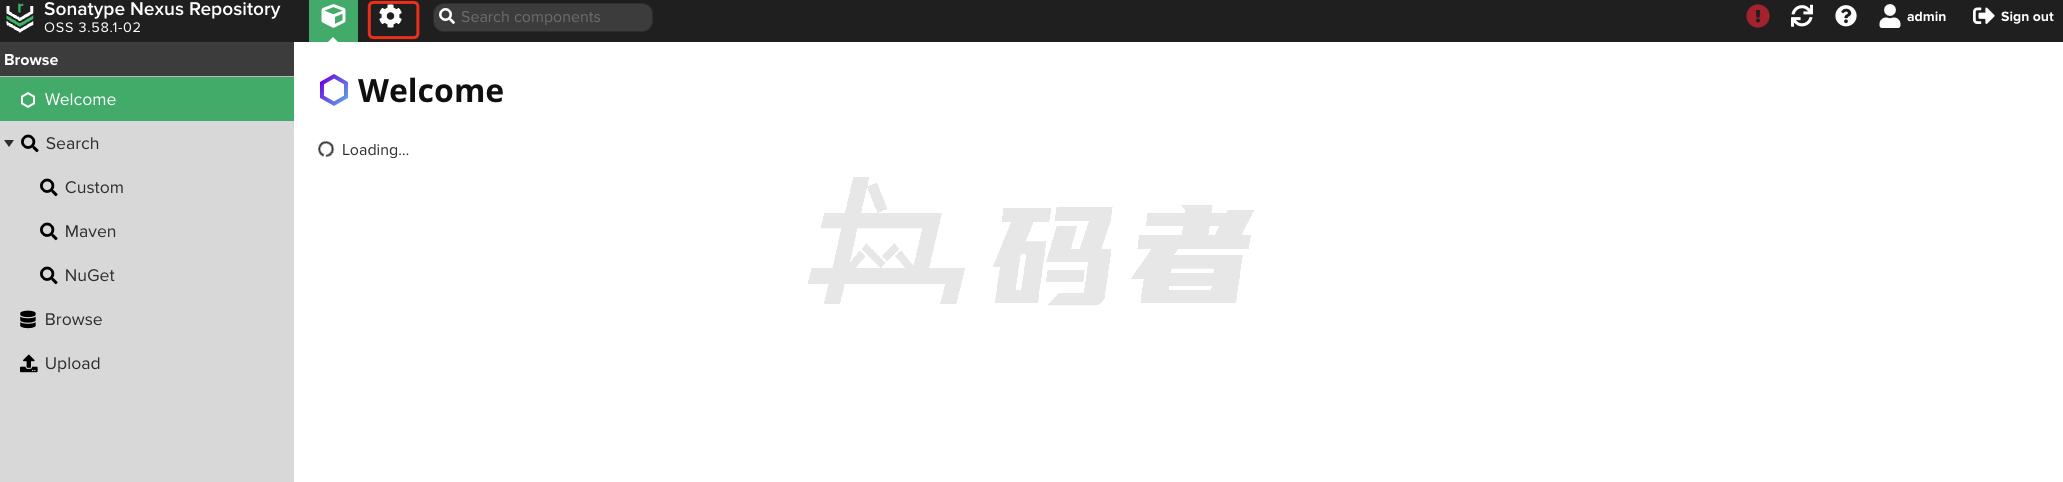 Sonatype Nexus Repository
OSS 3.58.1-02
Search components
admin
Sign out
Browse
Welcome
Search
Custom
Maven
NuGet
Browse
Upload
Welcome
Loading...
码者